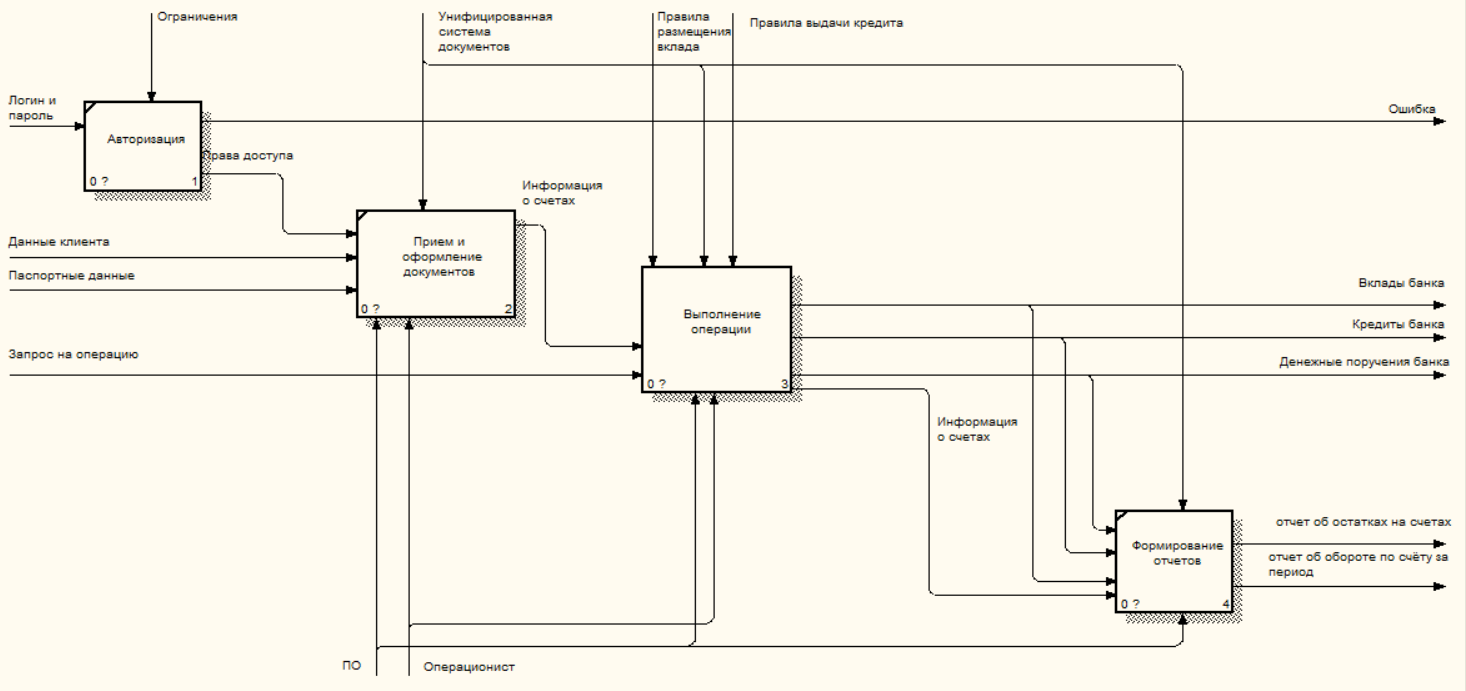 Ограничения
Унифицированная
система
документов
Правила
размещения
вклада
Правила выдачи кредита
Логин и
пароль
Авторизация
0 ?
1
Ошибка
Права доступа
Информация
о счетах
Данные клиента
Паспортные данные
Прием и
оформление
документов
0 ?
2
Запрос на операцию
Выполнение
операции
0 ?
3
Вклады банка
Кредиты банка
Денежные поручения банка
Информация
о счетах
Формирование
отчетов
0 ?
4
отчет об остатках на счетах
отчет об обороте по счёту за
период
ПО
Операционист